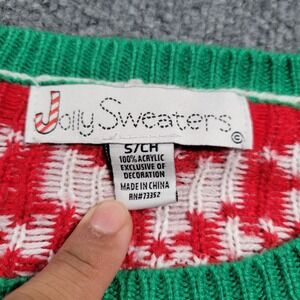 Jolly Sweaters ©
S/CH
100% ACRYLIC
EXCLUSIVE OF
DECORATION
MADE IN CHINA
RN#73352